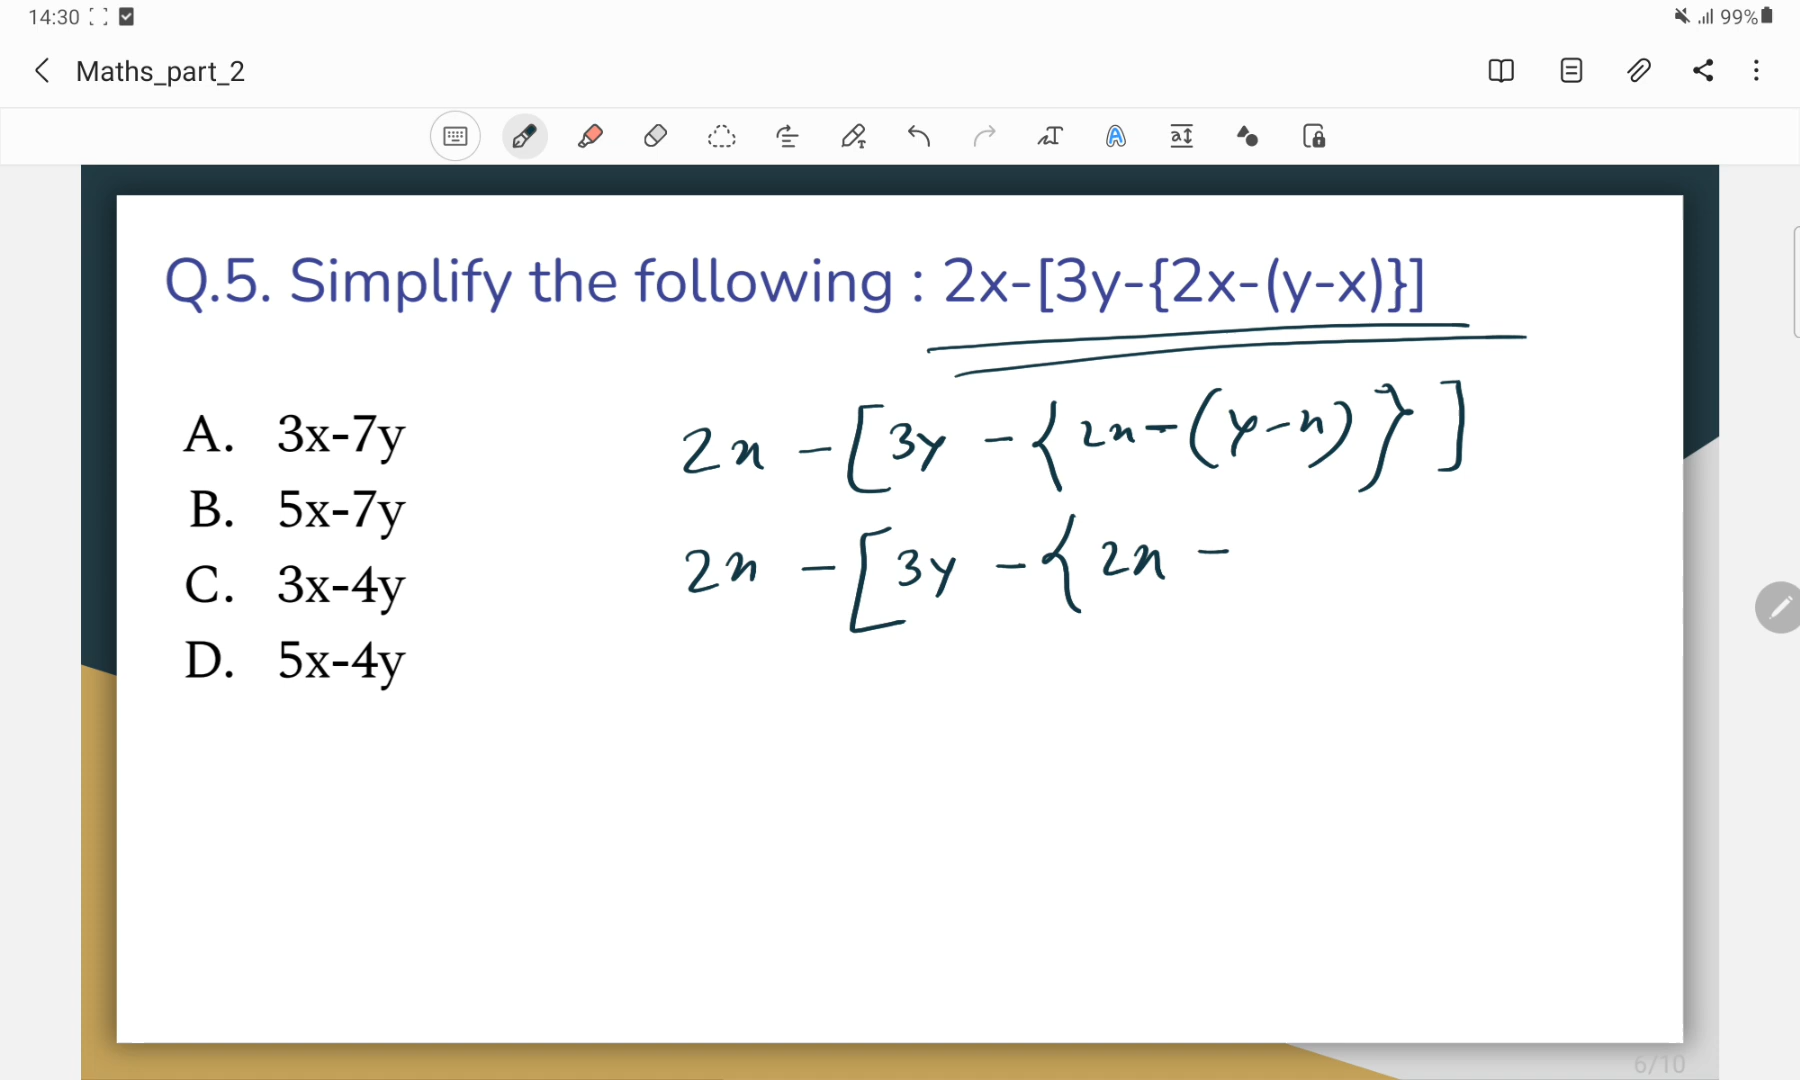 14:30
99%
Maths_part_2
Q.5. Simplify the following : 2x-[3y-{2x-(y-x)}]
A. 3x-7y
B. 5x-7y
C. 3x-4y
D. 5x-4y
2x - [3y - {2x - (y - x)}]
2x - [3y - {2x -
6/10